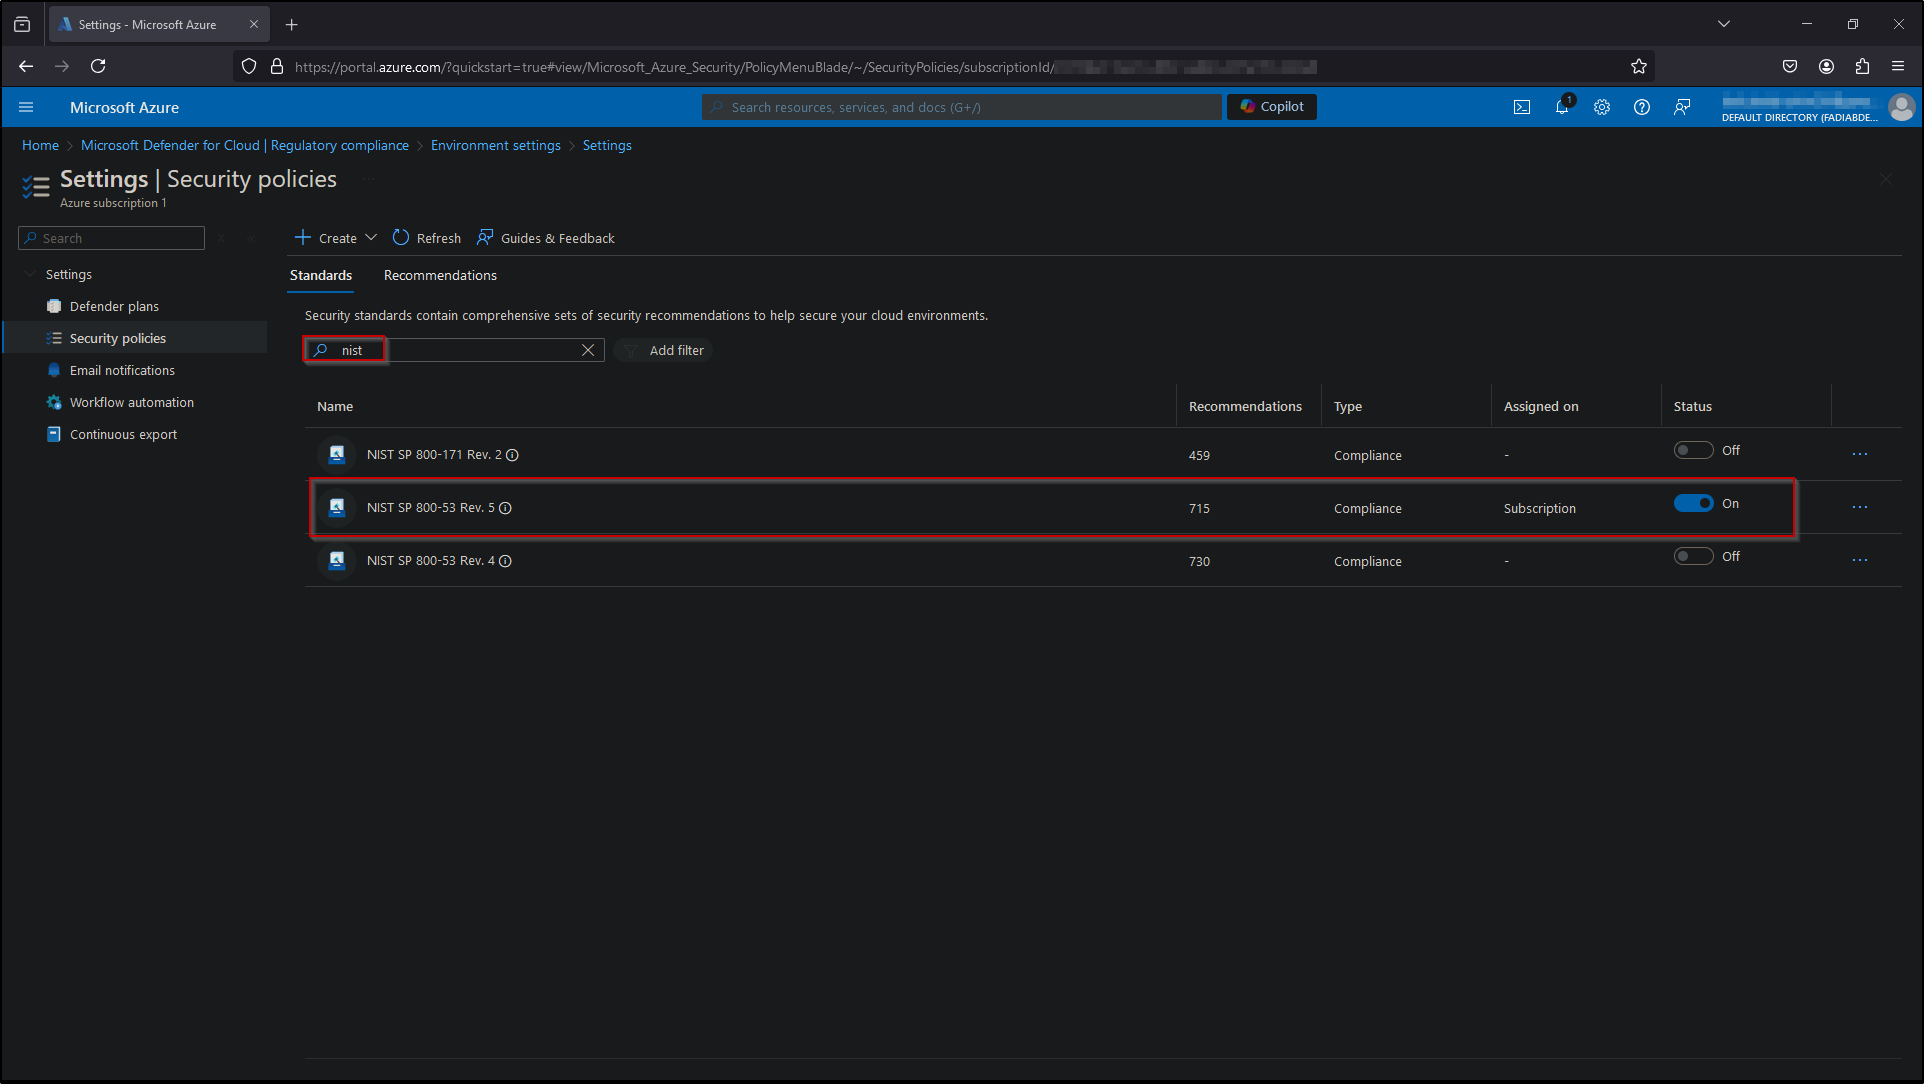 Settings - Microsoft Azure
https://portal.azure.com/?quickstart=true#view/Microsoft_Azure_Security/PolicyMenuBlade/~/SecurityPolicies/subscriptionId/
Microsoft Azure
Search resources, services, and docs (G+/)
Copilot
1
DEFAULT DIRECTORY (FADIABDE...
Home > Microsoft Defender for Cloud | Regulatory compliance > Environment settings > Settings
Settings | Security policies ...
Azure subscription 1
Search
Create
Refresh
Guides & Feedback
Settings
Defender plans
Security policies
Email notifications
Workflow automation
Continuous export
Standards
Recommendations
Security standards contain comprehensive sets of security recommendations to help secure your cloud environments.
nist
Add filter
Name Recommendations Type Assigned on Status
NIST SP 800-171 Rev. 2 459 Compliance - Off ...
NIST SP 800-53 Rev. 5 715 Compliance Subscription On ...
NIST SP 800-53 Rev. 4 730 Compliance - Off ...